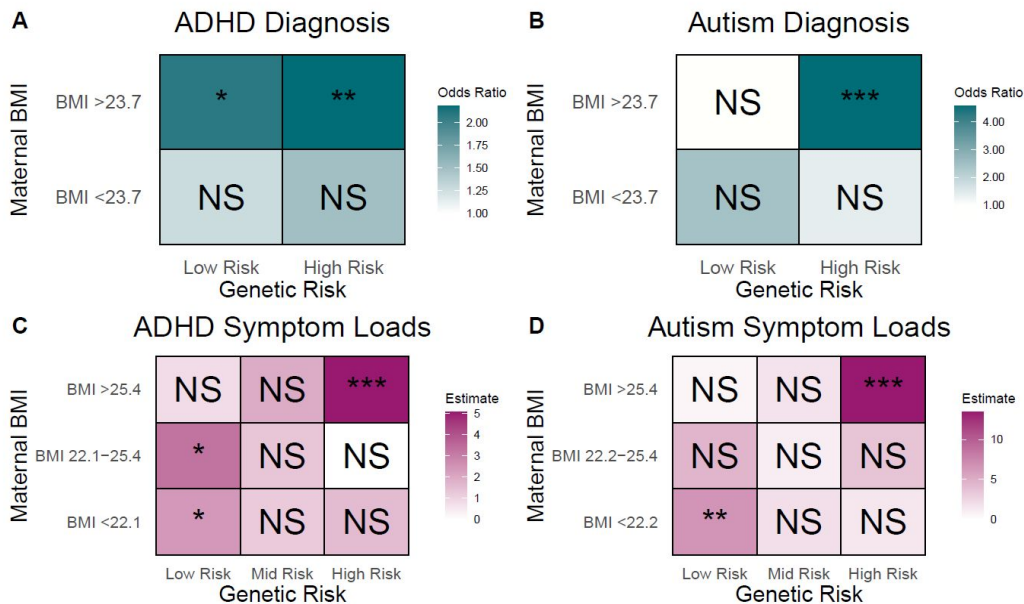 A
ADHD Diagnosis
Maternal BMI
BMI >23.7
BMI <23.7
*
**
NS
NS
Low Risk
High Risk
Genetic Risk
Odds Ratio
2.00
1.75
1.50
1.25
1.00
B
Autism Diagnosis
Maternal BMI
BMI >23.7
BMI <23.7
NS
***
NS
NS
Low Risk
High Risk
Genetic Risk
Odds Ratio
4.00
3.00
2.00
1.00
C
ADHD Symptom Loads
Maternal BMI
BMI >25.4
BMI 22.1−25.4
BMI <22.1
NS
NS
***
*
NS
NS
*
NS
NS
Low Risk
Mid Risk
High Risk
Genetic Risk
Estimate
5
4
3
2
1
0
D
Autism Symptom Loads
Maternal BMI
BMI >25.4
BMI 22.2−25.4
BMI <22.2
NS
NS
***
NS
NS
NS
**
NS
NS
Low Risk
Mid Risk
High Risk
Genetic Risk
Estimate
10
5
0